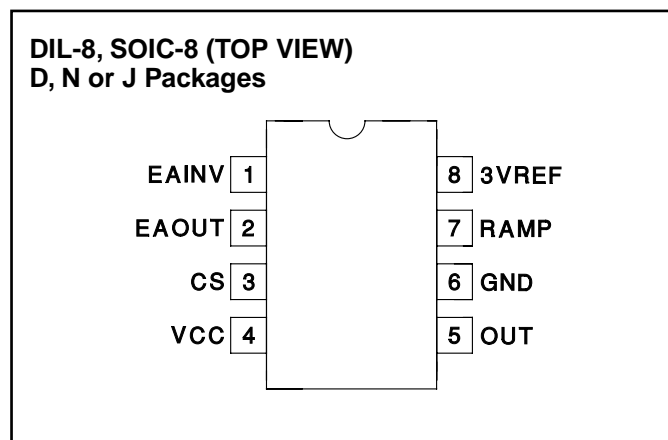 DIL-8, SOIC-8 (TOP VIEW)
D, N or J Packages
EAINV 1 8 3VREF
EAOUT 2 7 RAMP
CS 3 6 GND
VCC 4 5 OUT